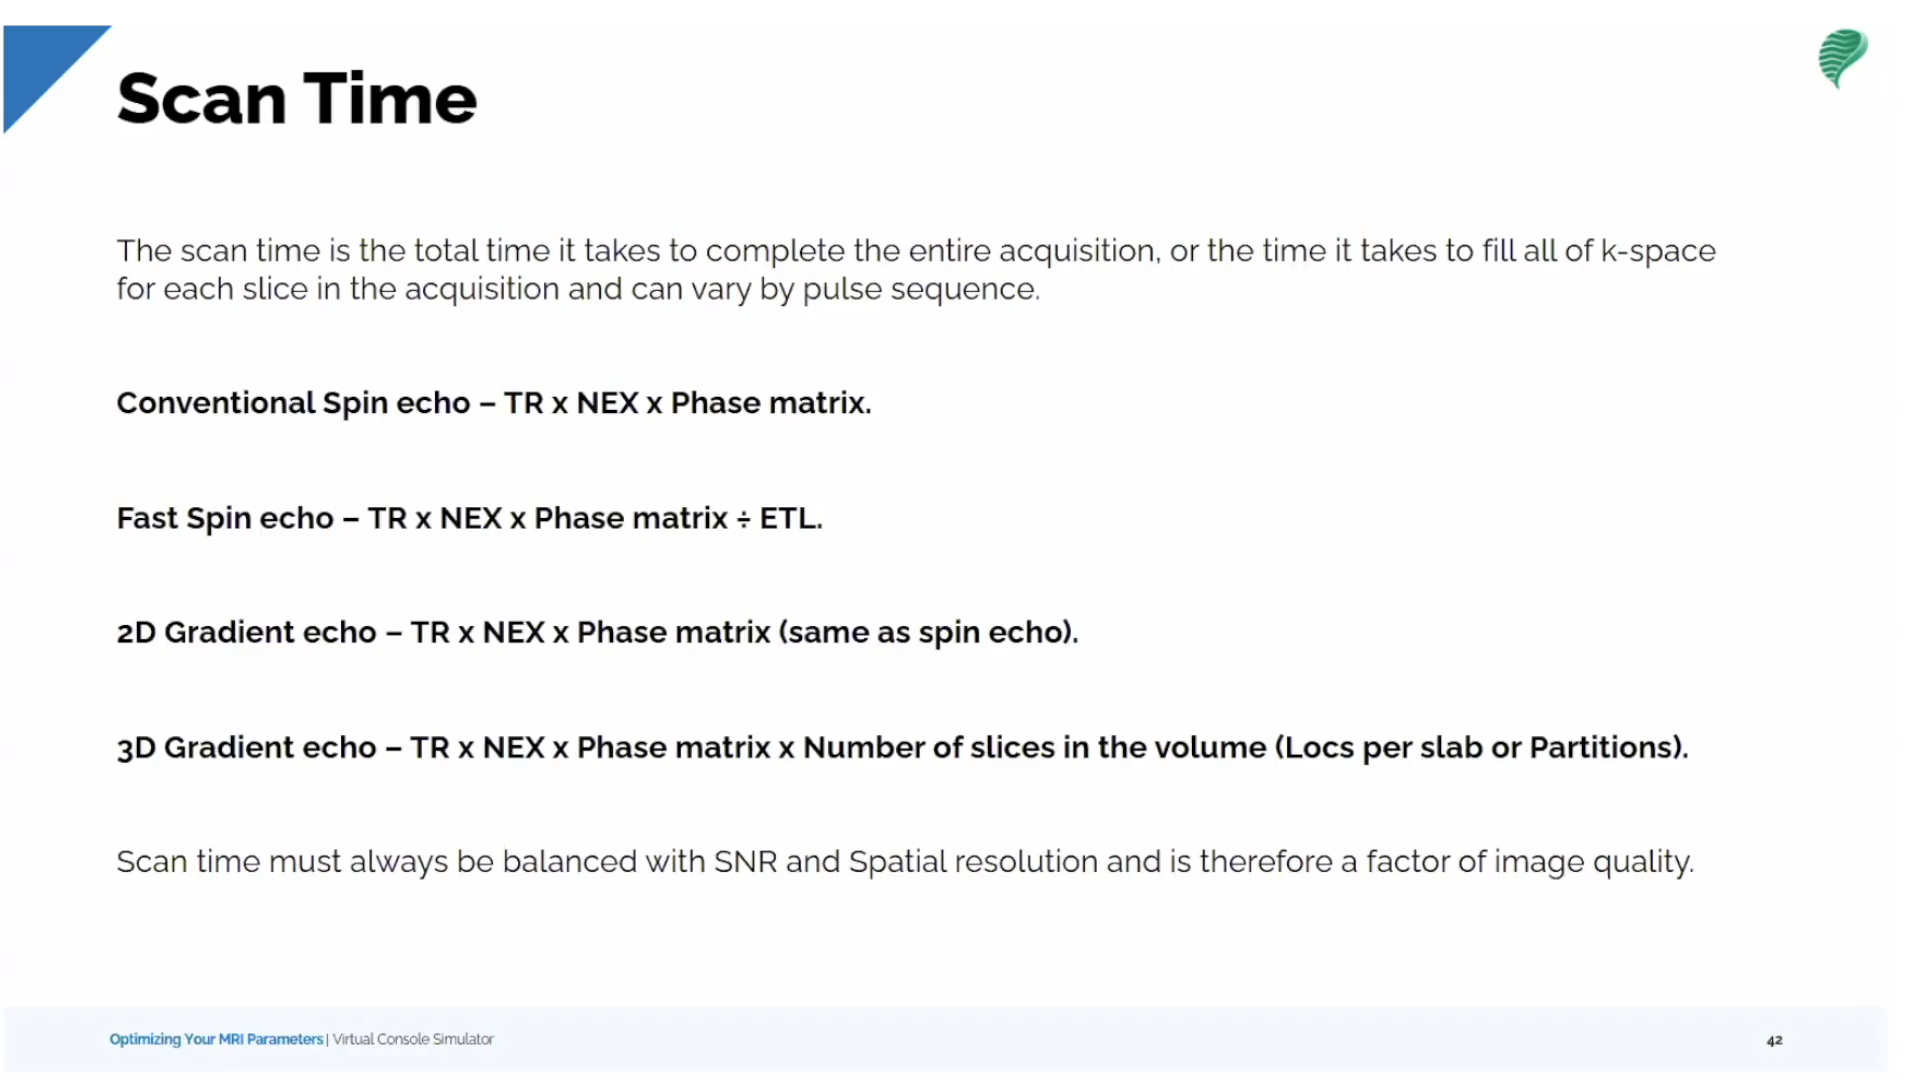 Scan Time
The scan time is the total time it takes to complete the entire acquisition, or the time it takes to fill all of k-space
for each slice in the acquisition and can vary by pulse sequence.
Conventional Spin echo – TR x NEX x Phase matrix.
Fast Spin echo – TR x NEX x Phase matrix ÷ ETL.
2D Gradient echo – TR x NEX x Phase matrix (same as spin echo).
3D Gradient echo – TR x NEX x Phase matrix x Number of slices in the volume (Locs per slab or Partitions).
Scan time must always be balanced with SNR and Spatial resolution and is therefore a factor of image quality.
Optimizing Your MRI Parameters | Virtual Console Simulator
42